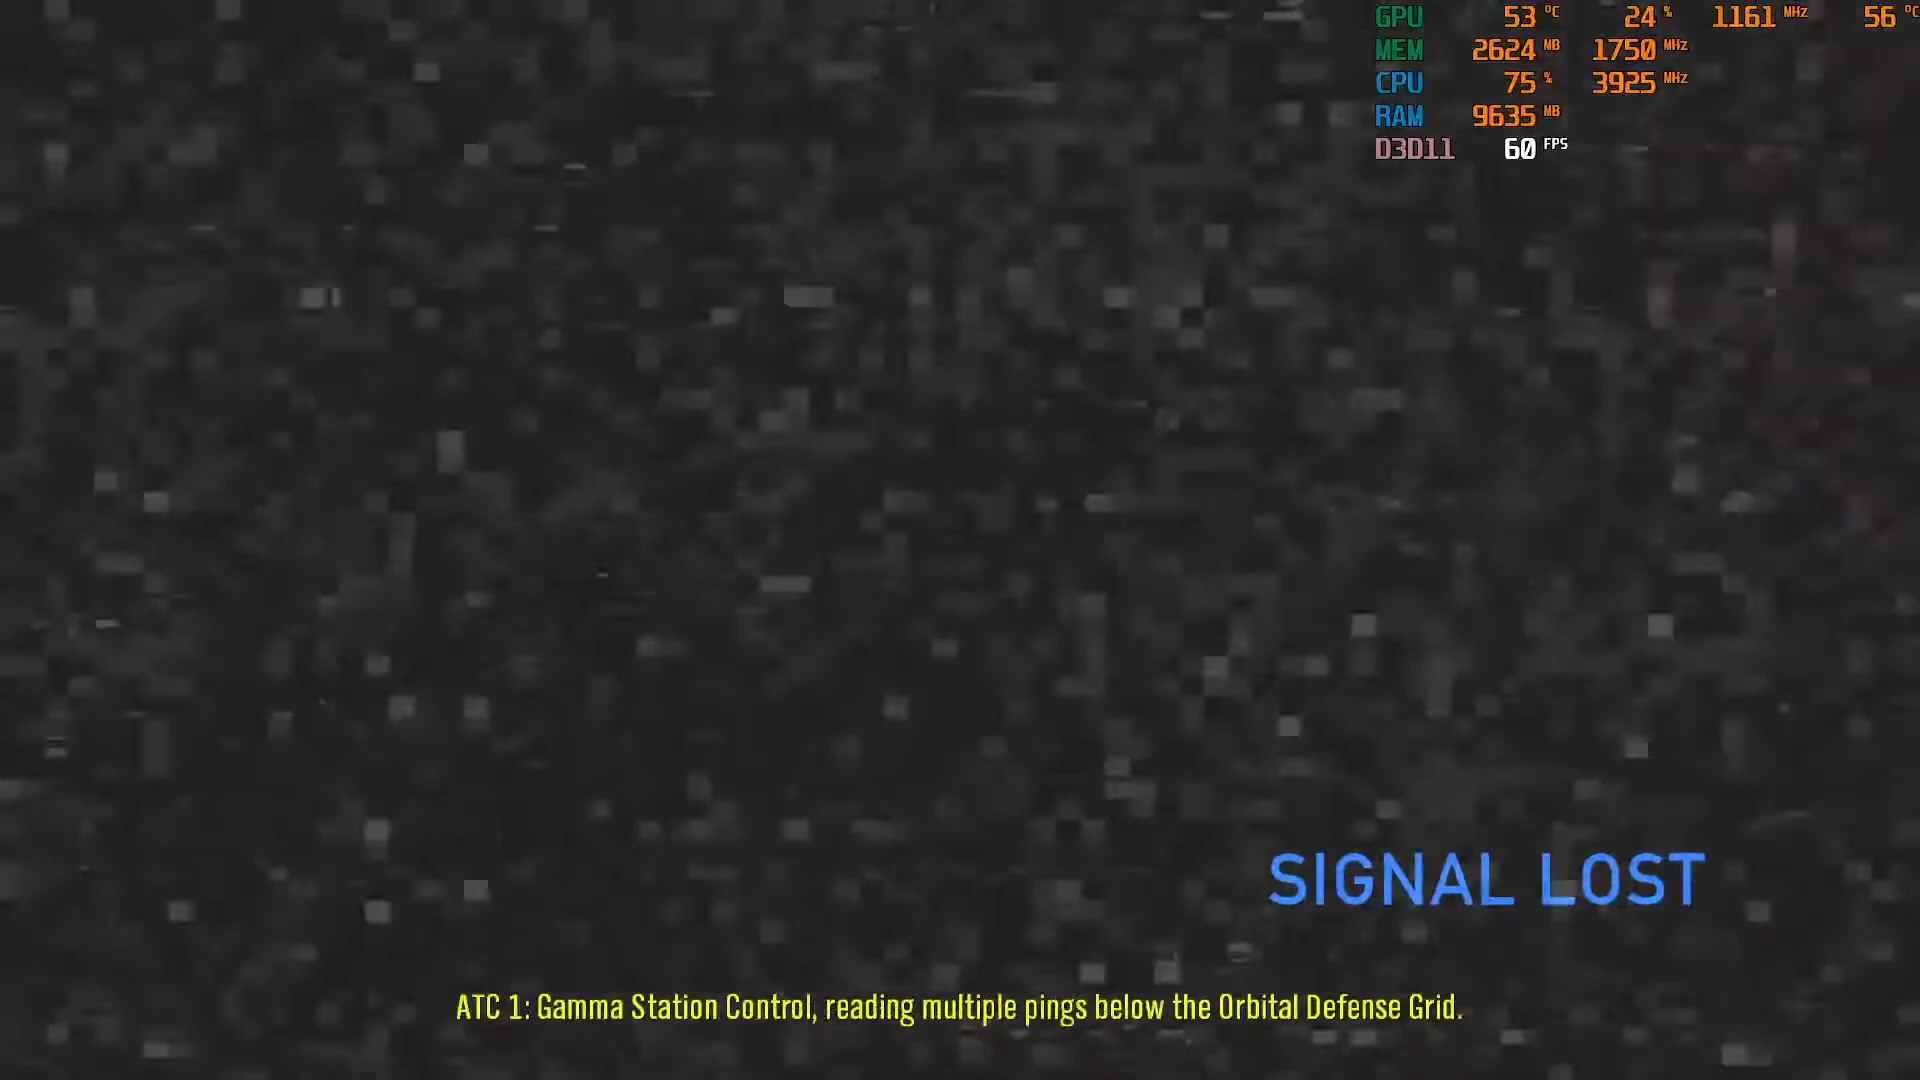 GPU 53 °C 24 % 1161 MHz 56 °C
MEM 2624 MB 1750 MHz
CPU 75 % 3925 MHz
RAM 9635 MB
D3D11 60 FPS
SIGNAL LOST
ATC 1: Gamma Station Control, reading multiple pings below the Orbital Defense Grid.